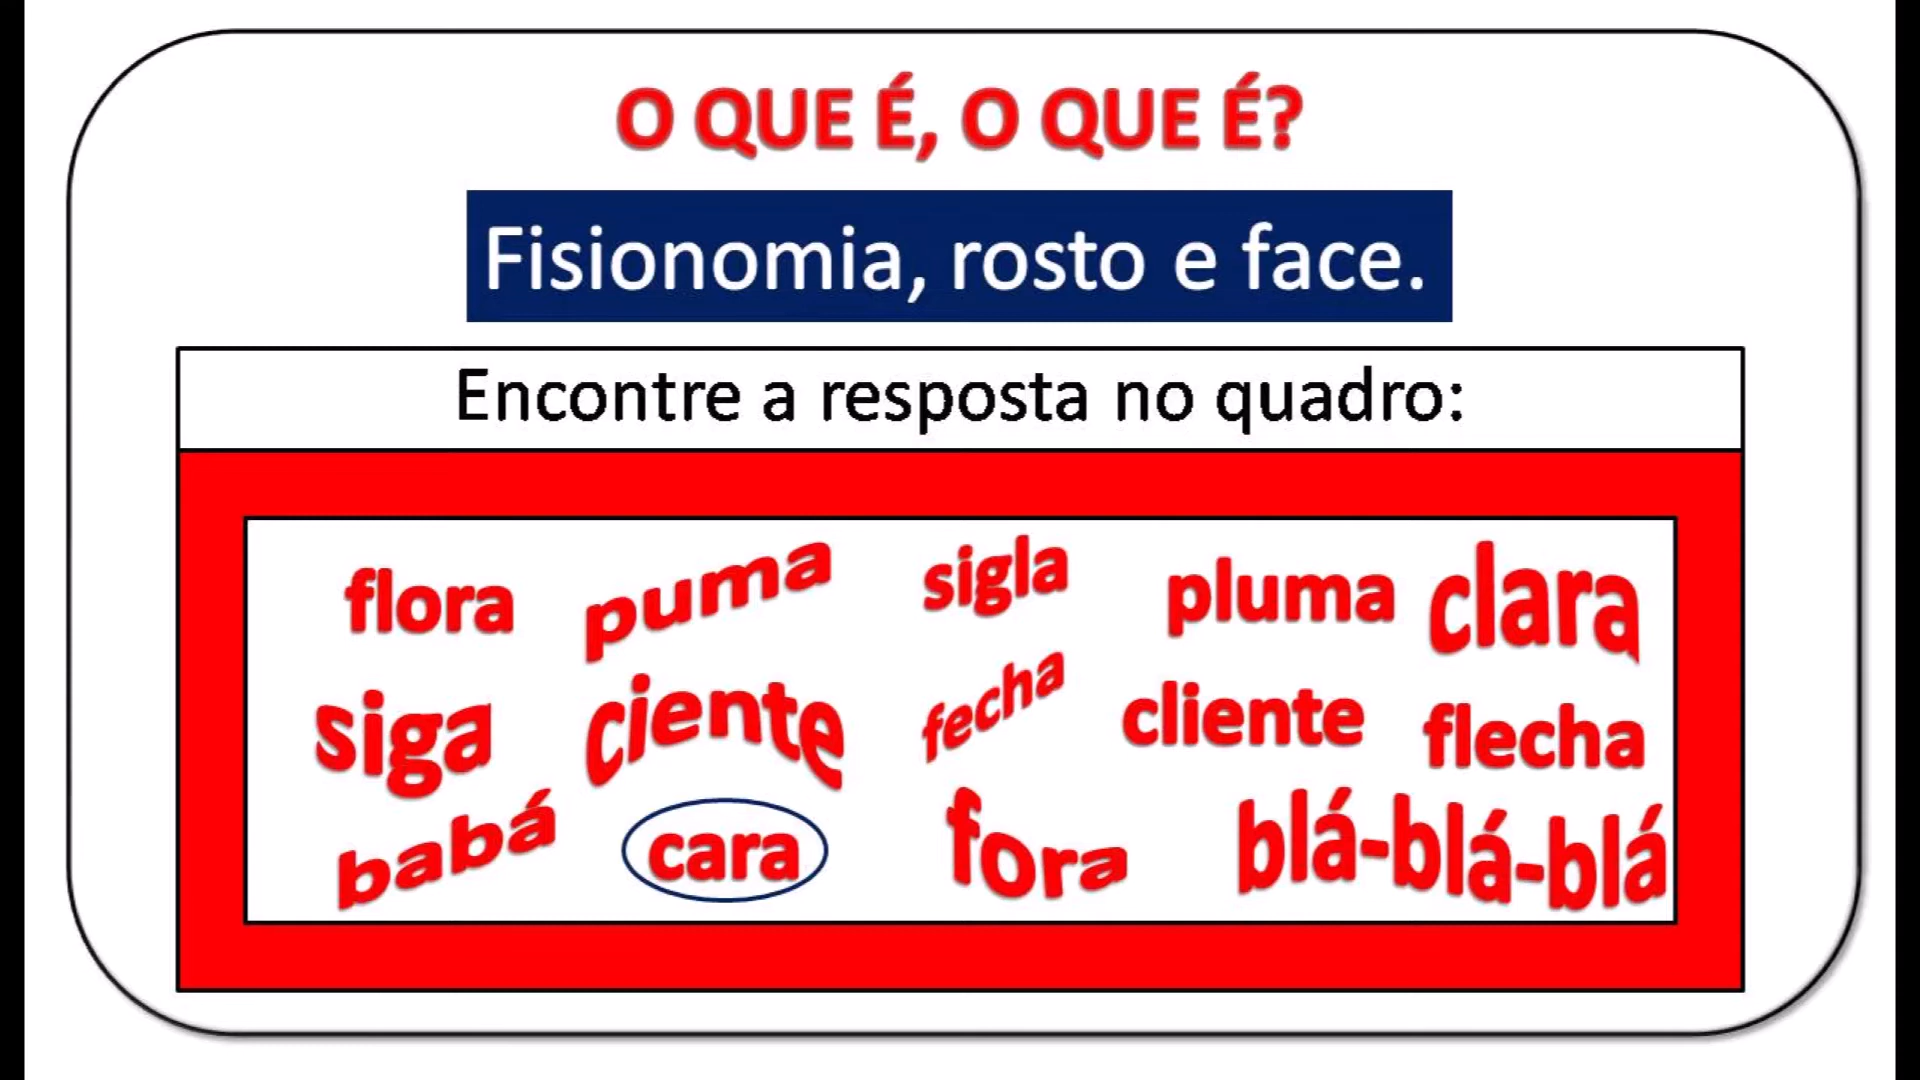 O QUE É, O QUE É?
Fisionomia, rosto e face.
Encontre a resposta no quadro:
flora puma sigla pluma clara
siga ciente fecha cliente flecha
babá cara fora blá-blá-blá